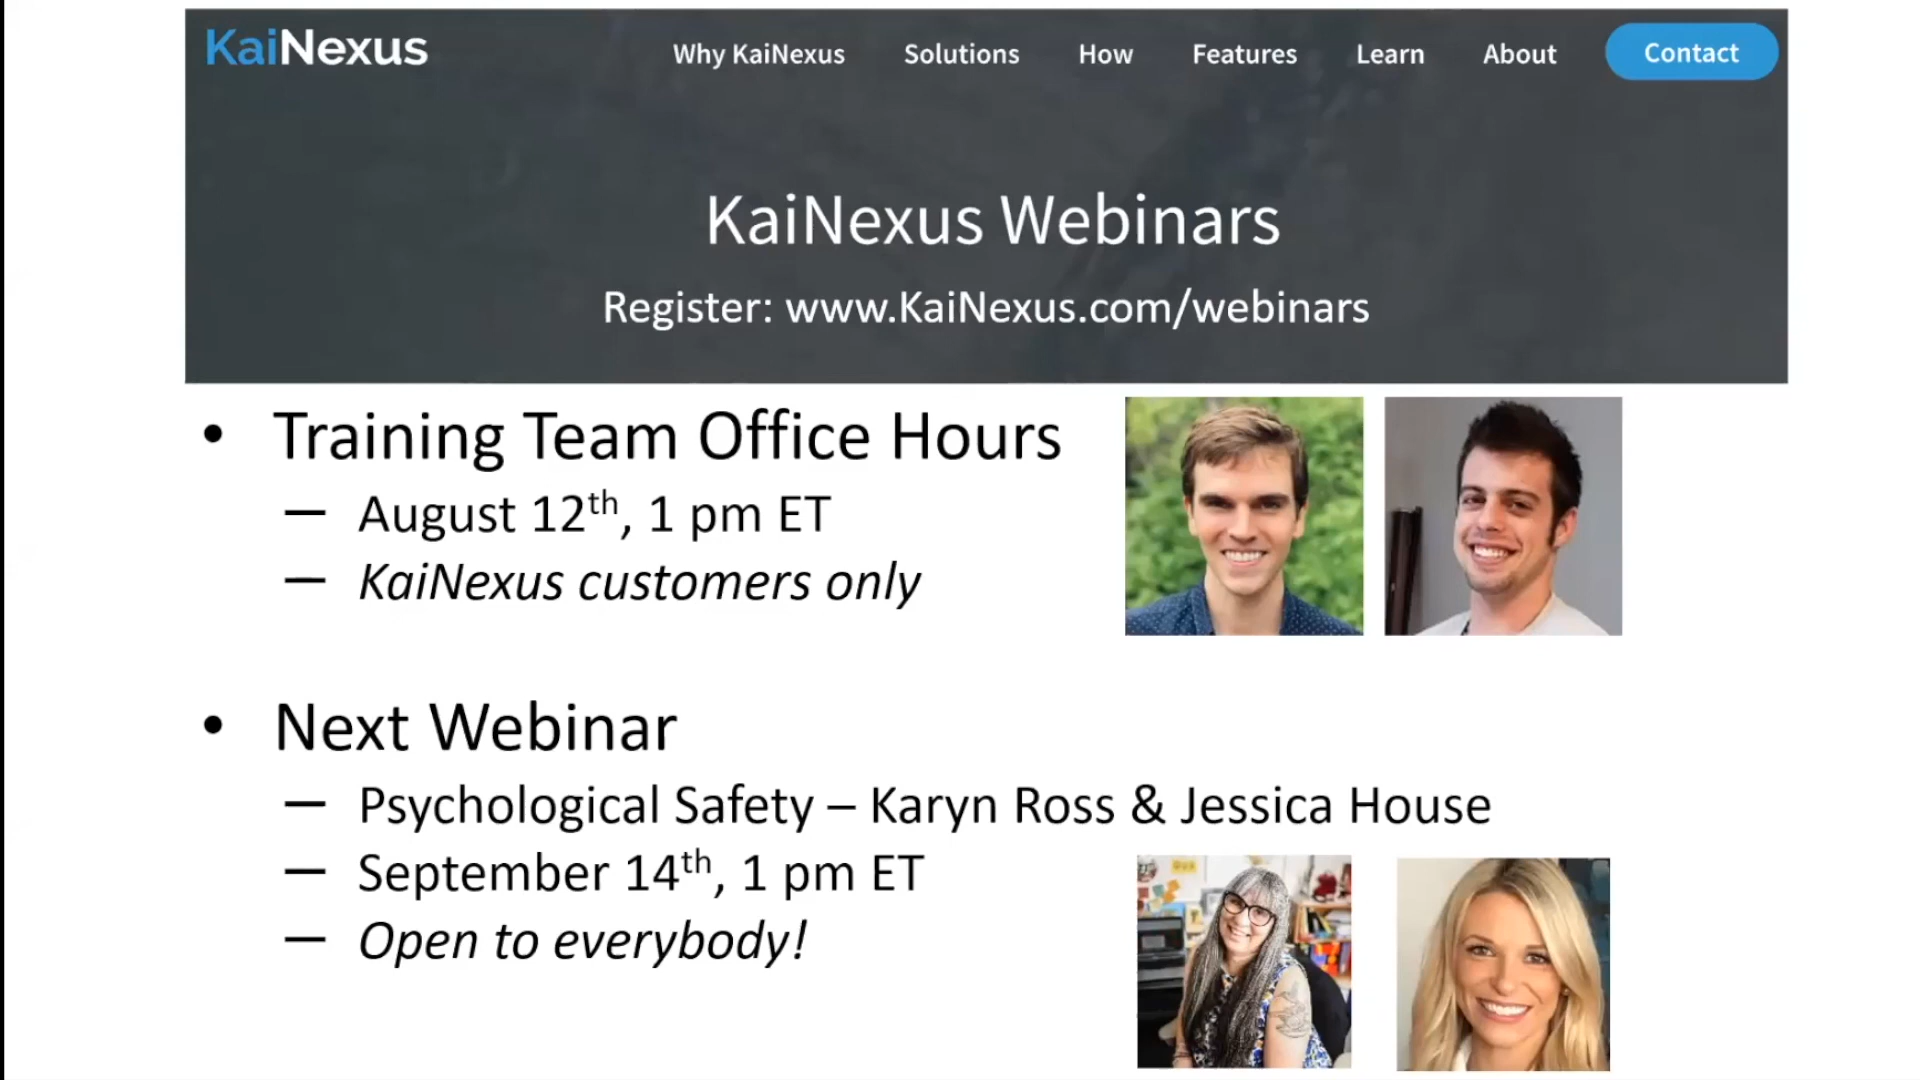 KaiNexus
Why KaiNexus Solutions How Features Learn About Contact
KaiNexus Webinars
Register: www.KaiNexus.com/webinars
• Training Team Office Hours
— August 12th, 1 pm ET
— KaiNexus customers only
• Next Webinar
— Psychological Safety – Karyn Ross & Jessica House
— September 14th, 1 pm ET
— Open to everybody!